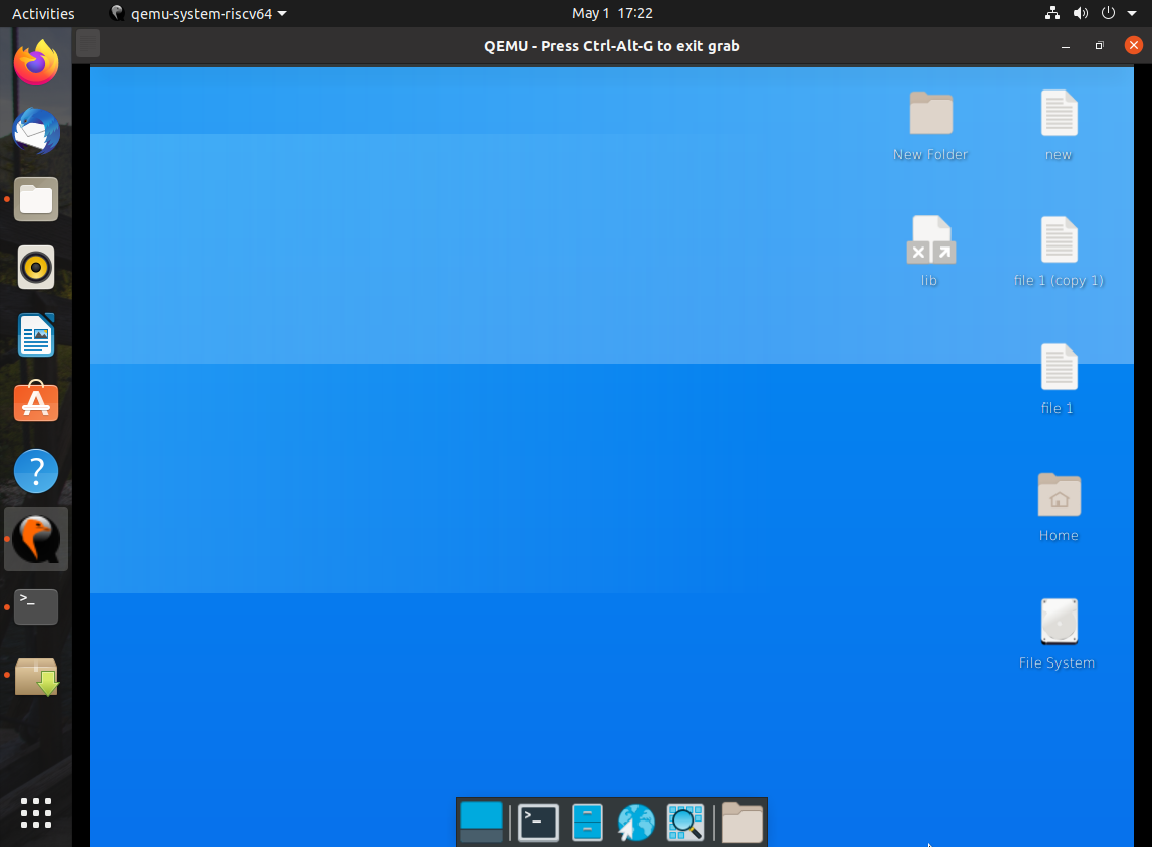 Activities
qemu-system-riscv64
May 1 17:22
QEMU - Press Ctrl-Alt-G to exit grab
New Folder
new
lib
file 1 (copy 1)
file 1
Home
File System